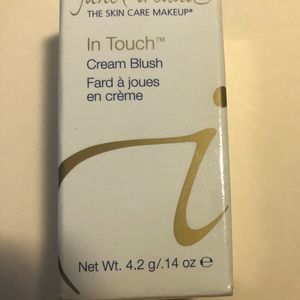 THE SKIN CARE MAKEUP®
In Touch™
Cream Blush
Fard à joues
en crème
Net Wt. 4.2 g/.14 oz ℮